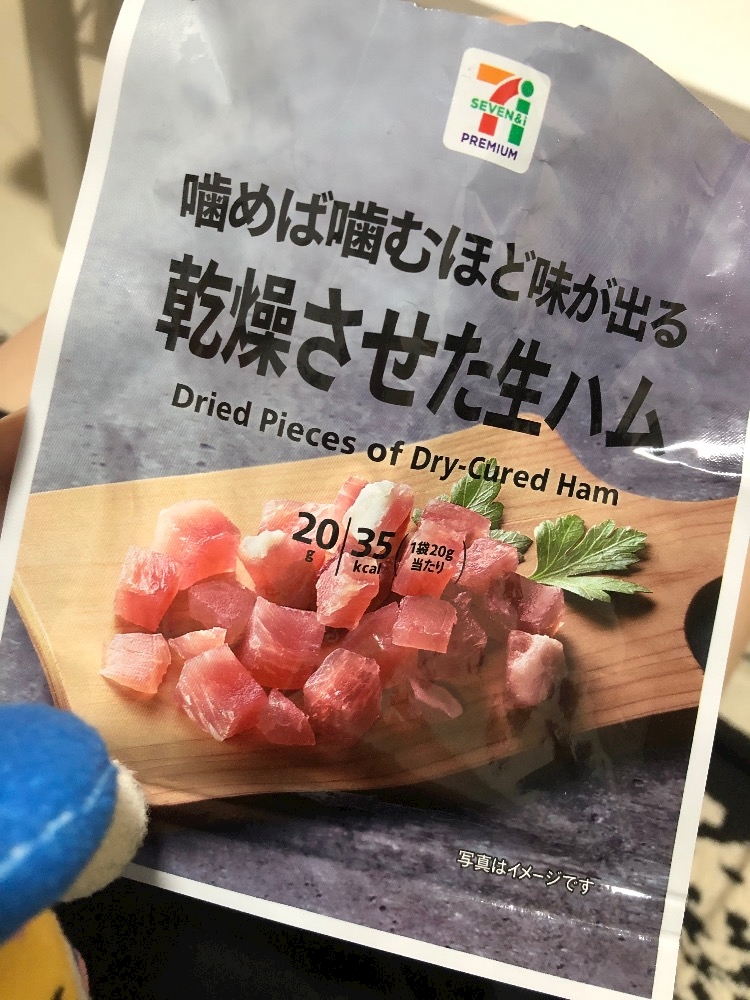 SEVEN&i
PREMIUM
噛めば噛むほど味が出る
乾燥させた生ハム
Dried Pieces of Dry-Cured Ham
20g 35kcal (1袋20g当たり)
写真はイメージです